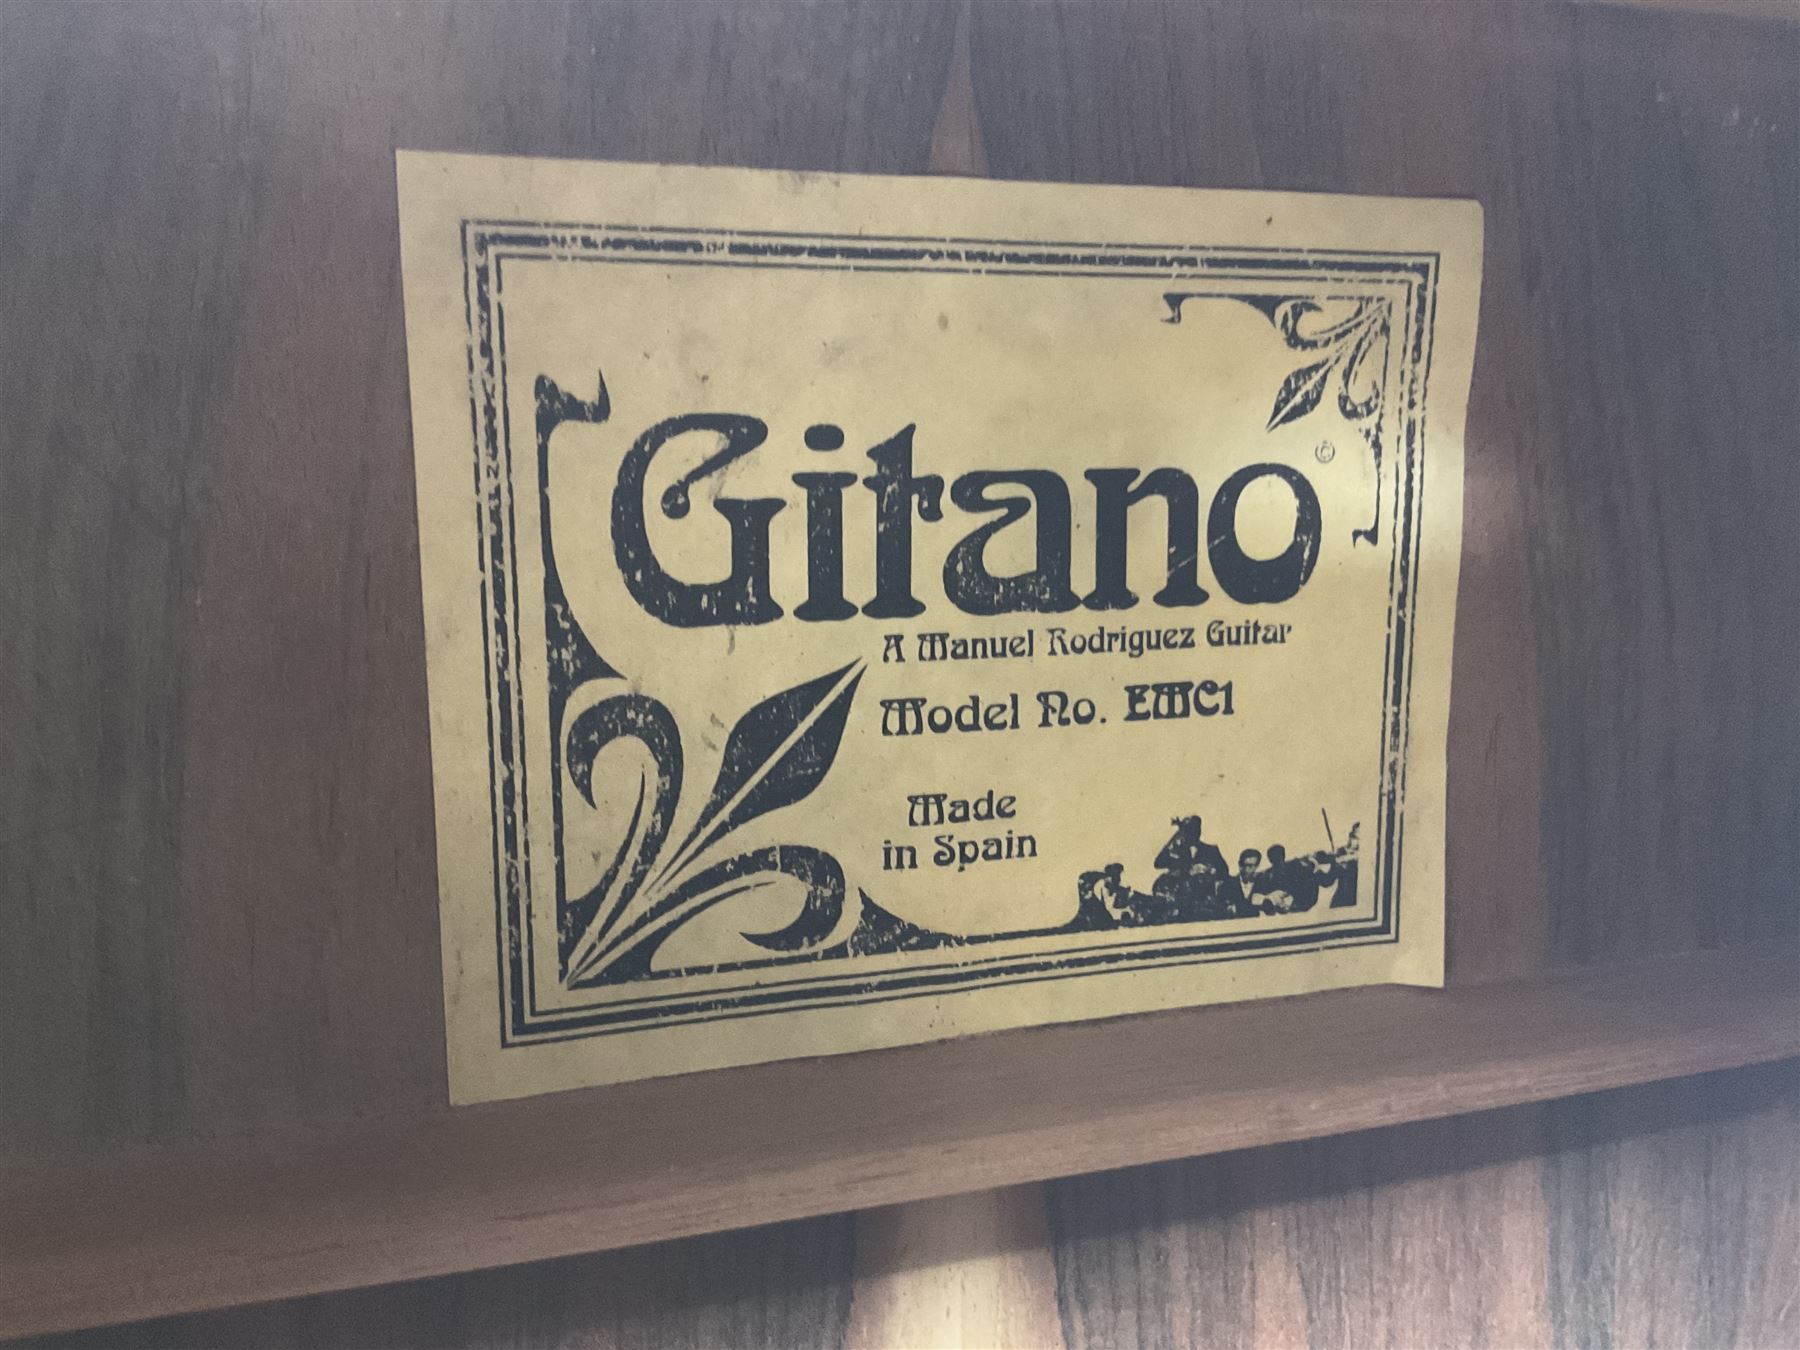 Gitano ©
A Manuel Rodriguez Guitar
Model No. EMC1
Made
in Spain